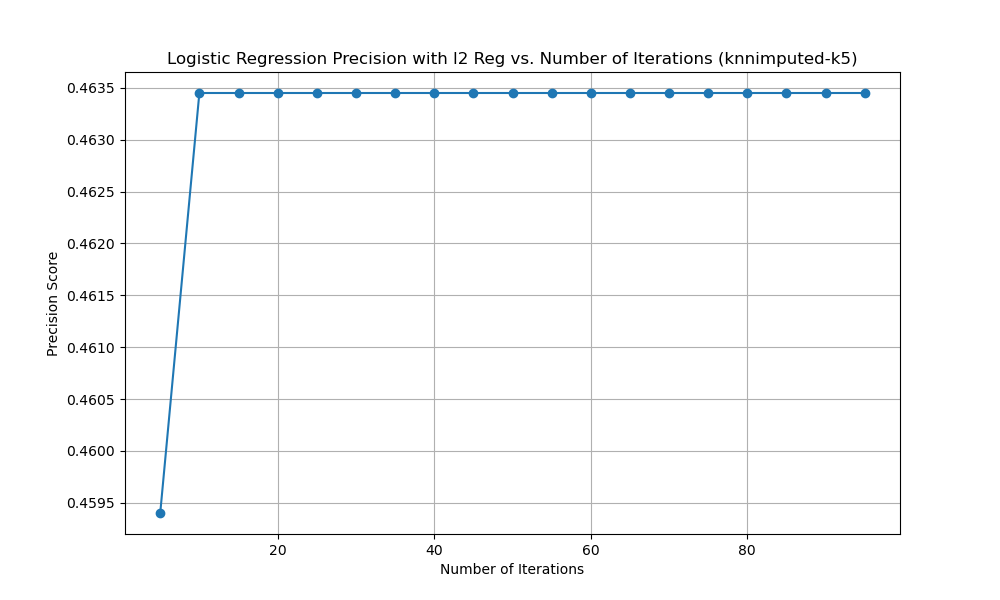 Logistic Regression Precision with l2 Reg vs. Number of Iterations (knnimputed-k5)
Precision Score
0.4635
0.4630
0.4625
0.4620
0.4615
0.4610
0.4605
0.4600
0.4595
20 40 60 80
Number of Iterations